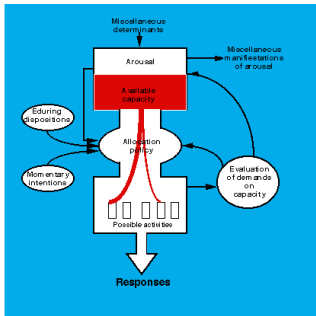 Miscellaneous
determinants
Arousal
Miscellaneous
manifestations
of arousal
Available
capacity
Eduring
dispositions
Allocation
policy
Momentary
intentions
Evaluation
of demande
on
capacity
Possible activities
Responses